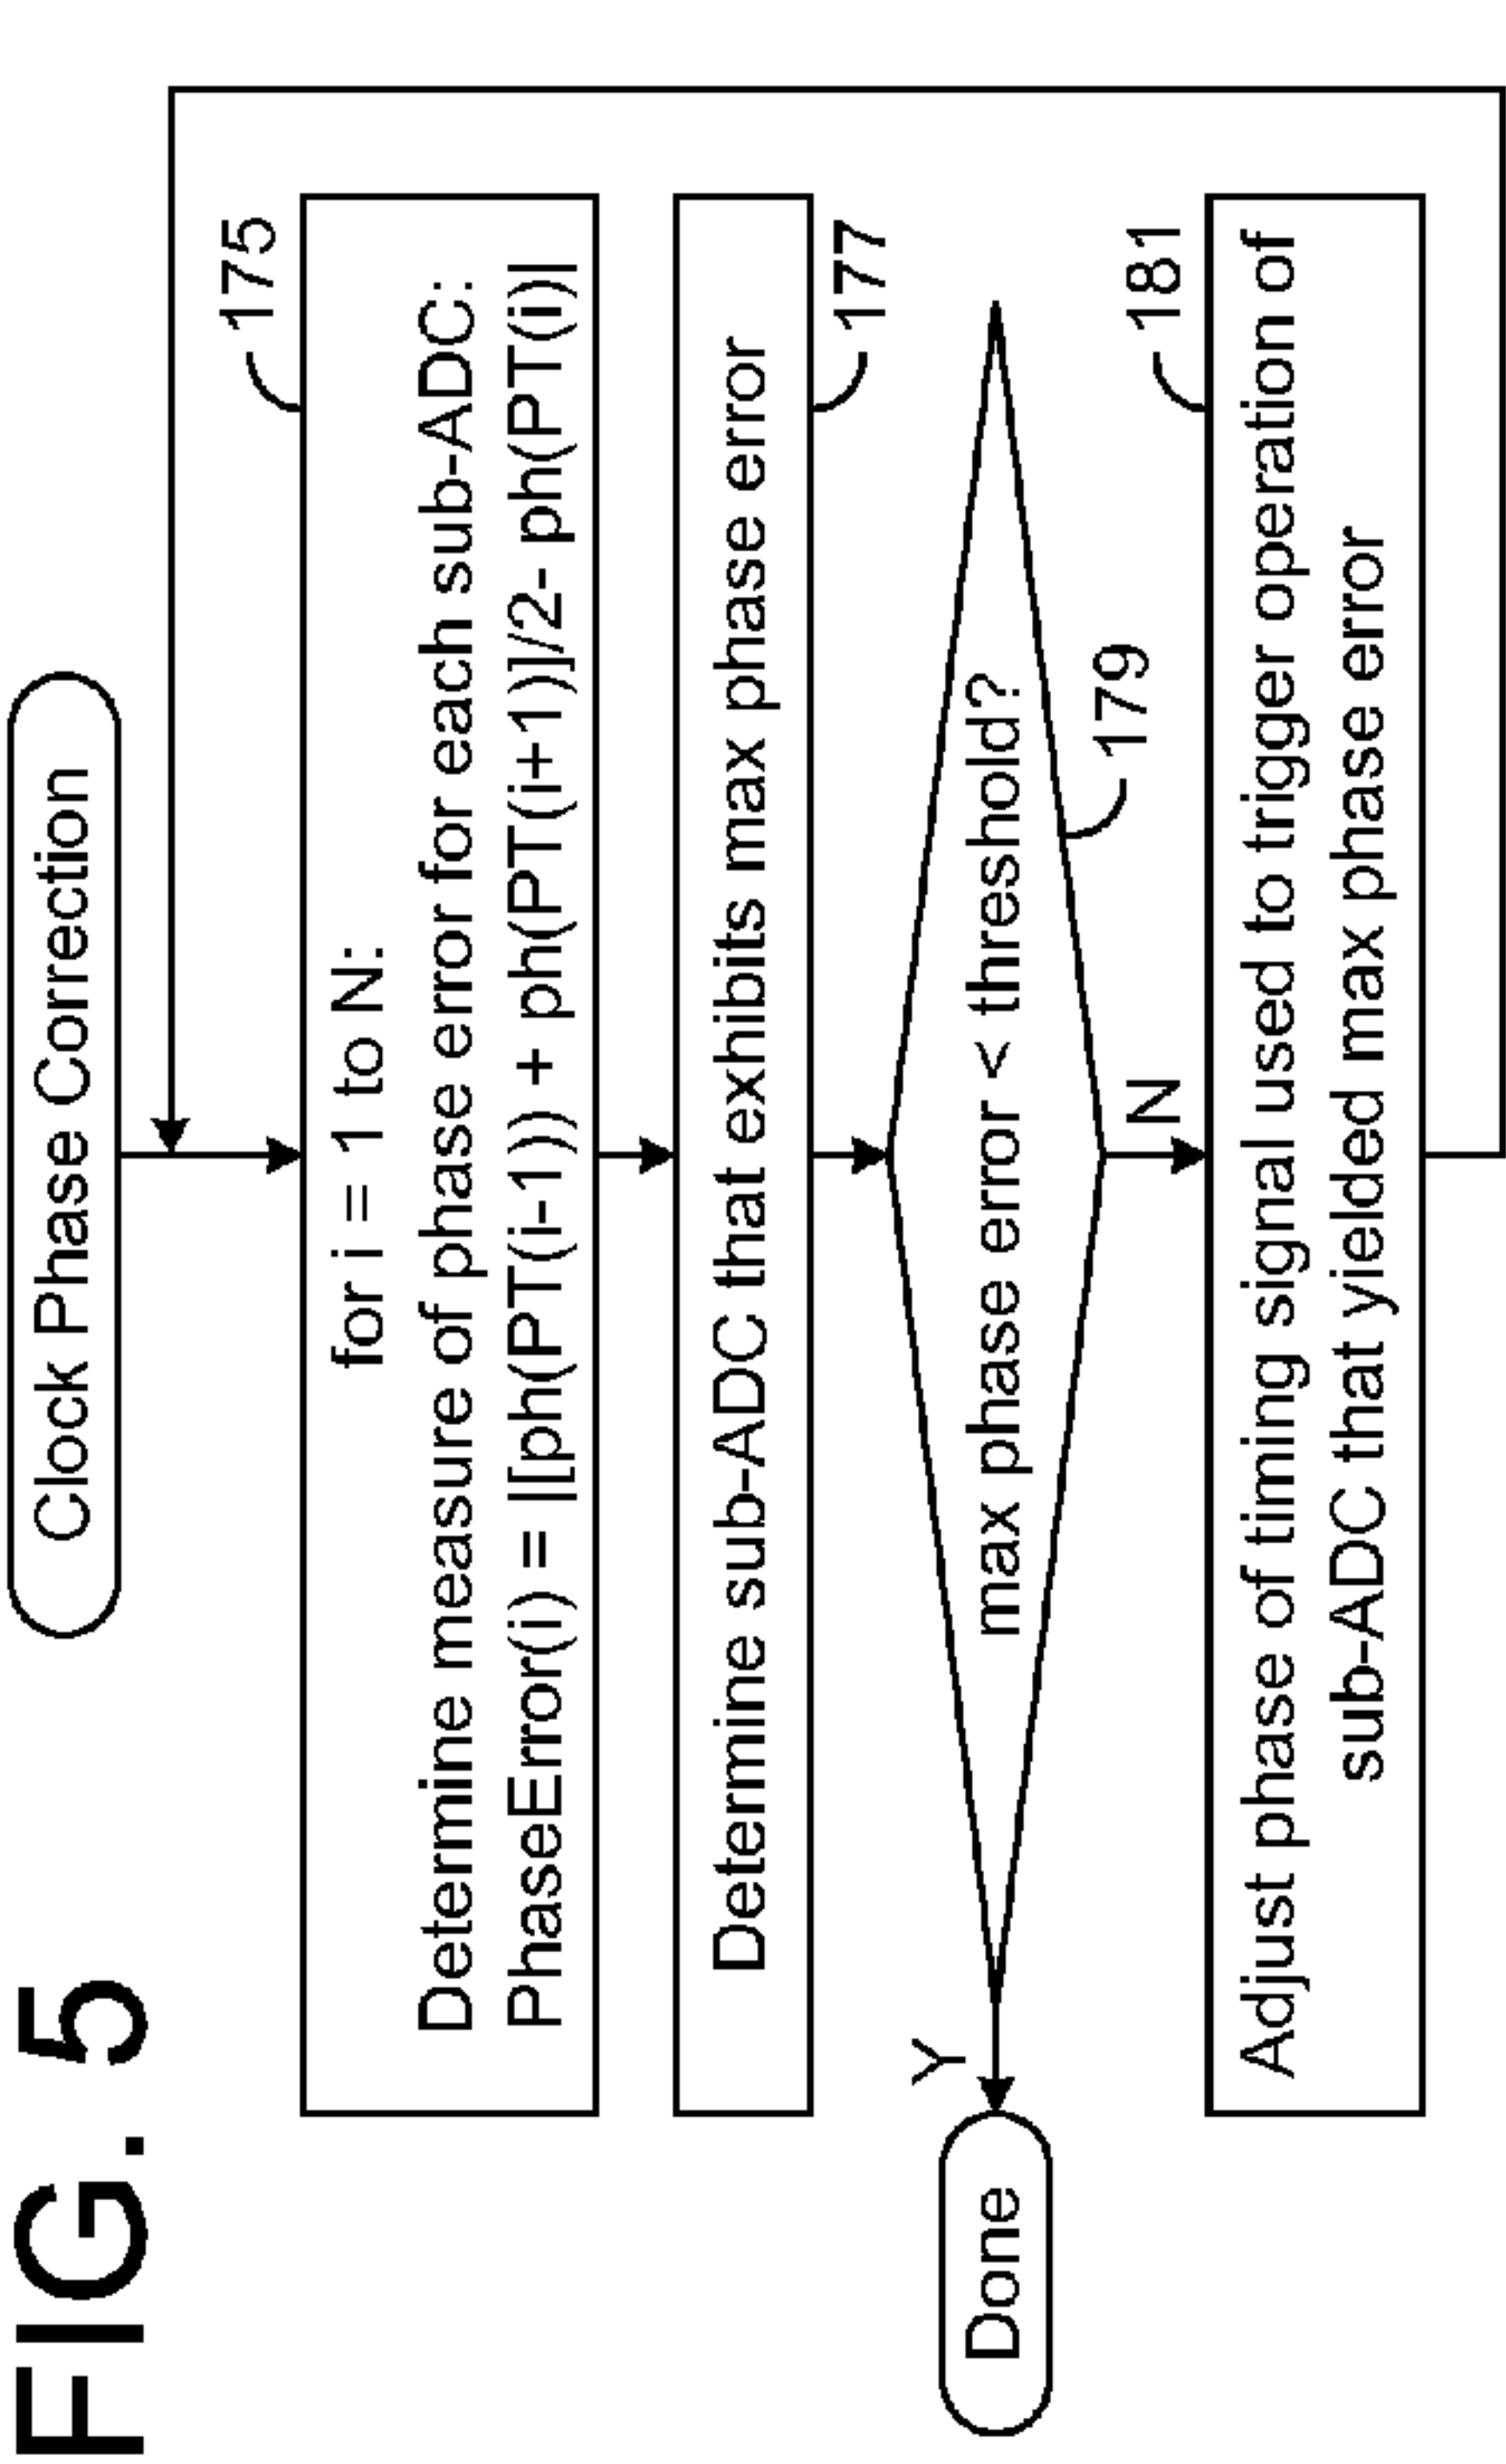 FIG. 5
Clock Phase Correction
175
for i = 1 to N:
Determine measure of phase error for each sub-ADC:
PhaseError(i) = |[ph(PT(i-1)) + ph(PT(i+1)]/2- ph(PT(i)|
Determine sub-ADC that exhibits max phase error
177
Y
Done
max phase error < threshold?
179
N
181
Adjust phase of timing signal used to trigger operation of
sub-ADC that yielded max phase error